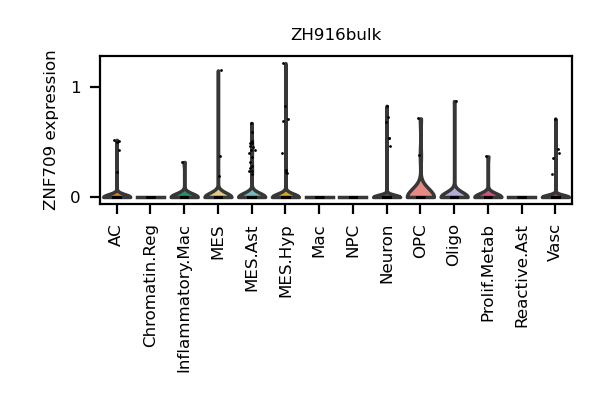 ZH916bulk
ZNF709 expression
1
0
AC
Chromatin.Reg
Inflammatory.Mac
MES
MES.Ast
MES.Hyp
Mac
NPC
Neuron
OPC
Oligo
Prolif.Metab
Reactive.Ast
Vasc